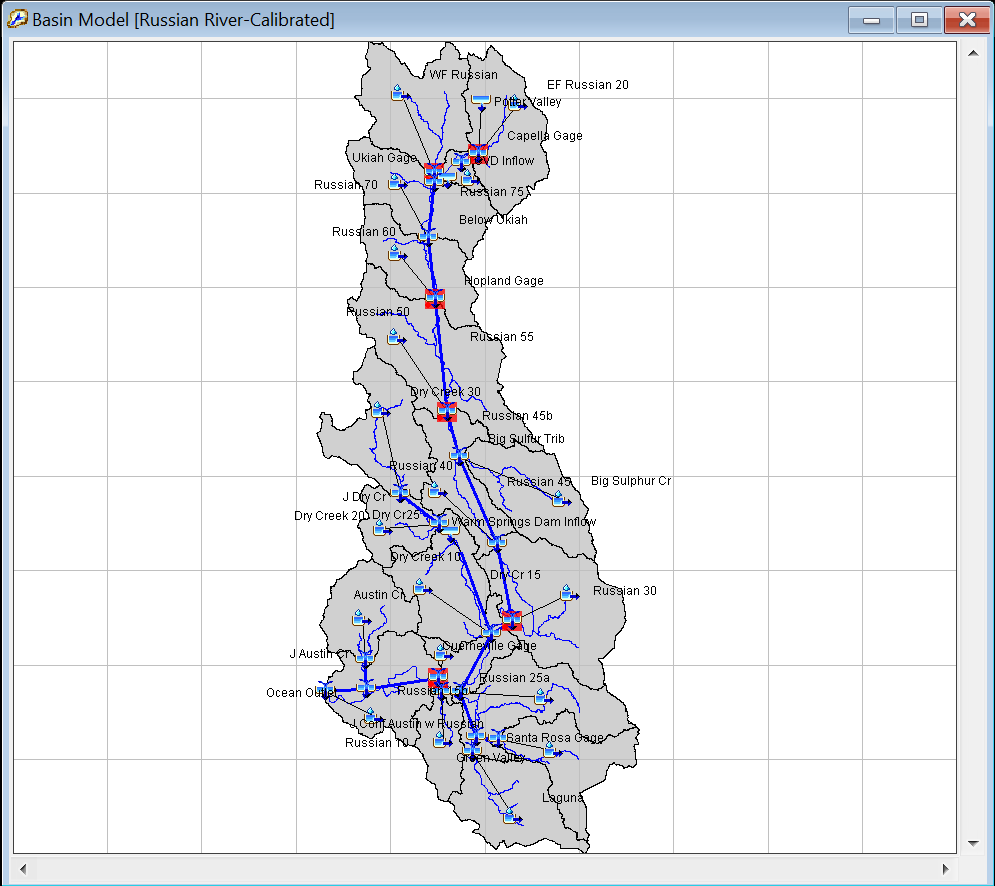 Basin Model [Russian River-Calibrated]
WF Russian
EF Russian 20
Potter Valley
Capella Gage
Ukiah Gage
Inflow
Russian 70
Russian 75
Below Ukiah
Russian 60
Hopland Gage
Russian 50
Russian 55
Dry Creek 30
Russian 45b
Big Sulfur Trib
Russian 40
Russian 45
Big Sulphur Cr
J Dry Cr
Dry Creek 20
Dry Cr25
Warm Springs Dam Inflow
Dry Creek 10
Dry Cr 15
Russian 30
Austin Cr
Guerneville Gage
J Austin Cr
Russian 25a
Ocean Outlet
Russian
J Conf Austin w Russian
Santa Rosa Gage
Russian 10
Green Valley
Laguna